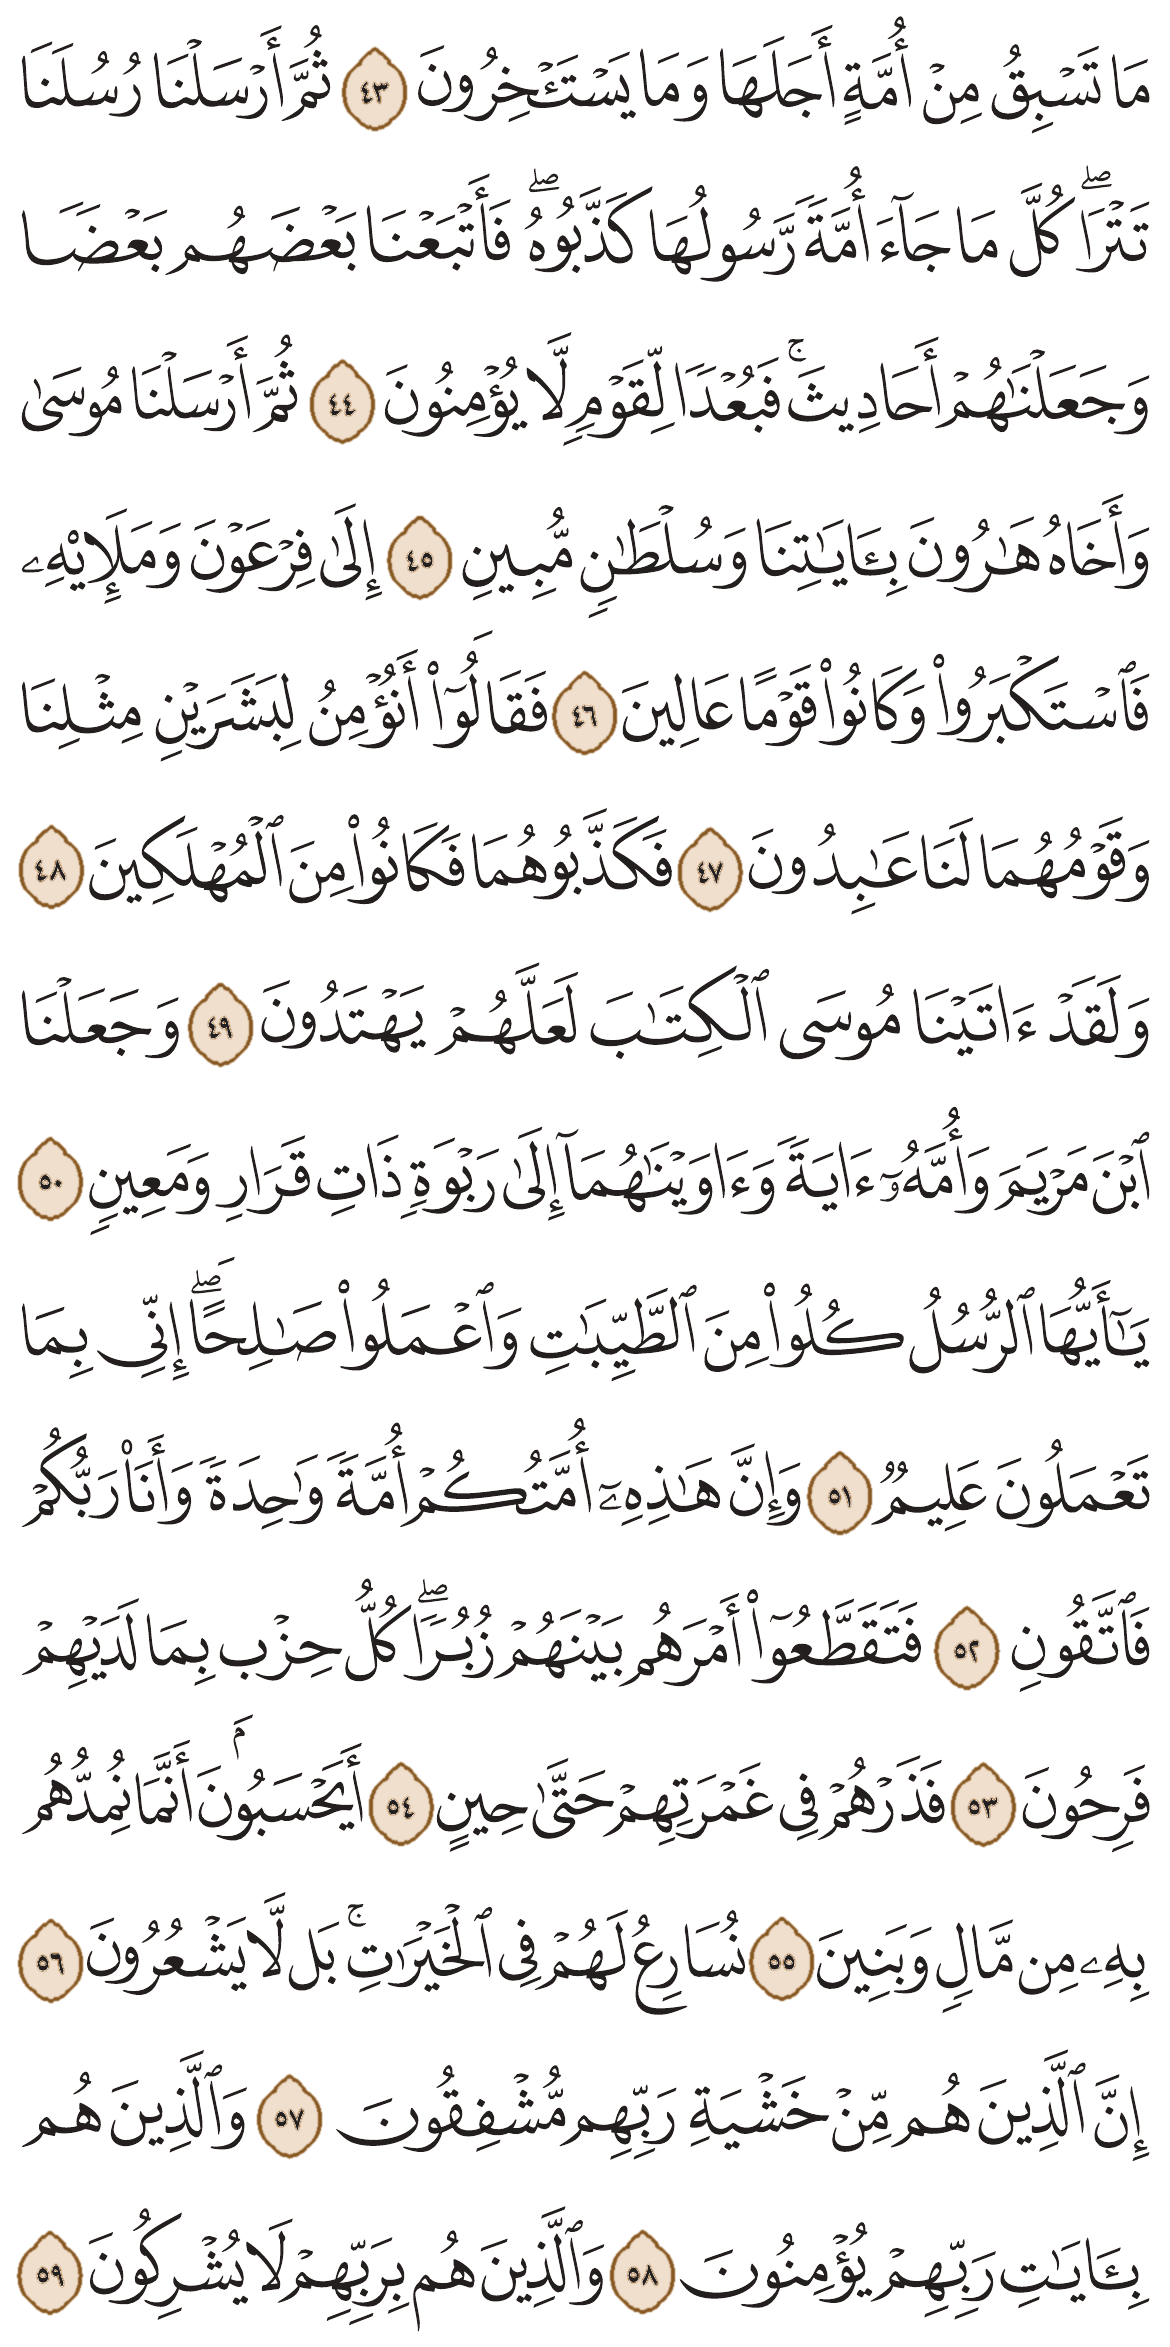 مَا تَسْبِقُ مِنْ أُمَّةٍ أَجَلَهَا وَمَا يَسْتَـْٔخِرُونَ ٤٣ ثُمَّ أَرْسَلْنَا رُسُلَنَا
تَتْرَاۖ كُلَّ مَا جَآءَ أُمَّةً رَّسُولُهَا كَذَّبُوهُۖ فَأَتْبَعْنَا بَعْضَهُم بَعْضًا
وَجَعَلْنَٰهُمْ أَحَادِيثَۚ فَبُعْدًا لِّقَوْمٍ لَّا يُؤْمِنُونَ ٤٤ ثُمَّ أَرْسَلْنَا مُوسَىٰ
وَأَخَاهُ هَٰرُونَ بِـَٔايَٰتِنَا وَسُلْطَٰنٍ مُّبِينٍ ٤٥ إِلَىٰ فِرْعَوْنَ وَمَلَإِي۟هِۦ
فَٱسْتَكْبَرُوا۟ وَكَانُوا۟ قَوْمًا عَالِينَ ٤٦ فَقَالُوٓا۟ أَنُؤْمِنُ لِبَشَرَيْنِ مِثْلِنَا
وَقَوْمُهُمَا لَنَا عَٰبِدُونَ ٤٧ فَكَذَّبُوهُمَا فَكَانُوا۟ مِنَ ٱلْمُهْلَكِينَ ٤٨
وَلَقَدْ ءَاتَيْنَا مُوسَى ٱلْكِتَٰبَ لَعَلَّهُمْ يَهْتَدُونَ ٤٩ وَجَعَلْنَا
ٱبْنَ مَرْيَمَ وَأُمَّهُۥٓ ءَايَةً وَءَاوَيْنَٰهُمَآ إِلَىٰ رَبْوَةٍ ذَاتِ قَرَارٍ وَمَعِينٍ ٥٠
يَٰٓأَيُّهَا ٱلرُّسُلُ كُلُوا۟ مِنَ ٱلطَّيِّبَٰتِ وَٱعْمَلُوا۟ صَٰلِحًاۖ إِنِّى بِمَا
تَعْمَلُونَ عَلِيمٌ ٥١ وَإِنَّ هَٰذِهِۦٓ أُمَّتُكُمْ أُمَّةً وَٰحِدَةً وَأَنَا۠ رَبُّكُمْ
فَٱتَّقُونِ ٥٢ فَتَقَطَّعُوٓا۟ أَمْرَهُم بَيْنَهُمْ زُبُرًاۖ كُلُّ حِزْبٍۭ بِمَا لَدَيْهِمْ
فَرِحُونَ ٥٣ فَذَرْهُمْ فِى غَمْرَتِهِمْ حَتَّىٰ حِينٍ ٥٤ أَيَحْسَبُونَ أَنَّمَا نُمِدُّهُم
بِهِۦ مِن مَّالٍ وَبَنِينَ ٥٥ نُسَارِعُ لَهُمْ فِى ٱلْخَيْرَٰتِۚ بَل لَّا يَشْعُرُونَ ٥٦
إِنَّ ٱلَّذِينَ هُم مِّنْ خَشْيَةِ رَبِّهِم مُّشْفِقُونَ ٥٧ وَٱلَّذِينَ هُم
بِـَٔايَٰتِ رَبِّهِمْ يُؤْمِنُونَ ٥٨ وَٱلَّذِينَ هُم بِرَبِّهِمْ لَا يُشْرِكُونَ ٥٩